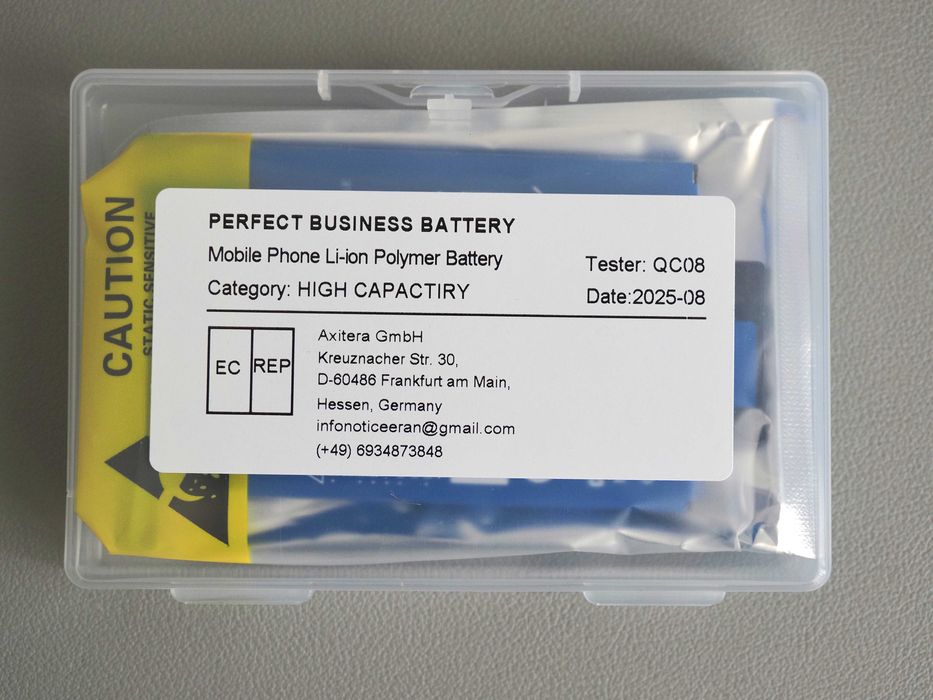 PERFECT BUSINESS BATTERY
Mobile Phone Li-ion Polymer Battery
Category: HIGH CAPACTIRY
Tester: QC08
Date:2025-08
EC REP
Axitera GmbH
Kreuznacher Str. 30,
D-60486 Frankfurt am Main,
Hessen, Germany
infonoticeeran@gmail.com
(+49) 6934873848
CAUTION
STATIC SENSITIVE